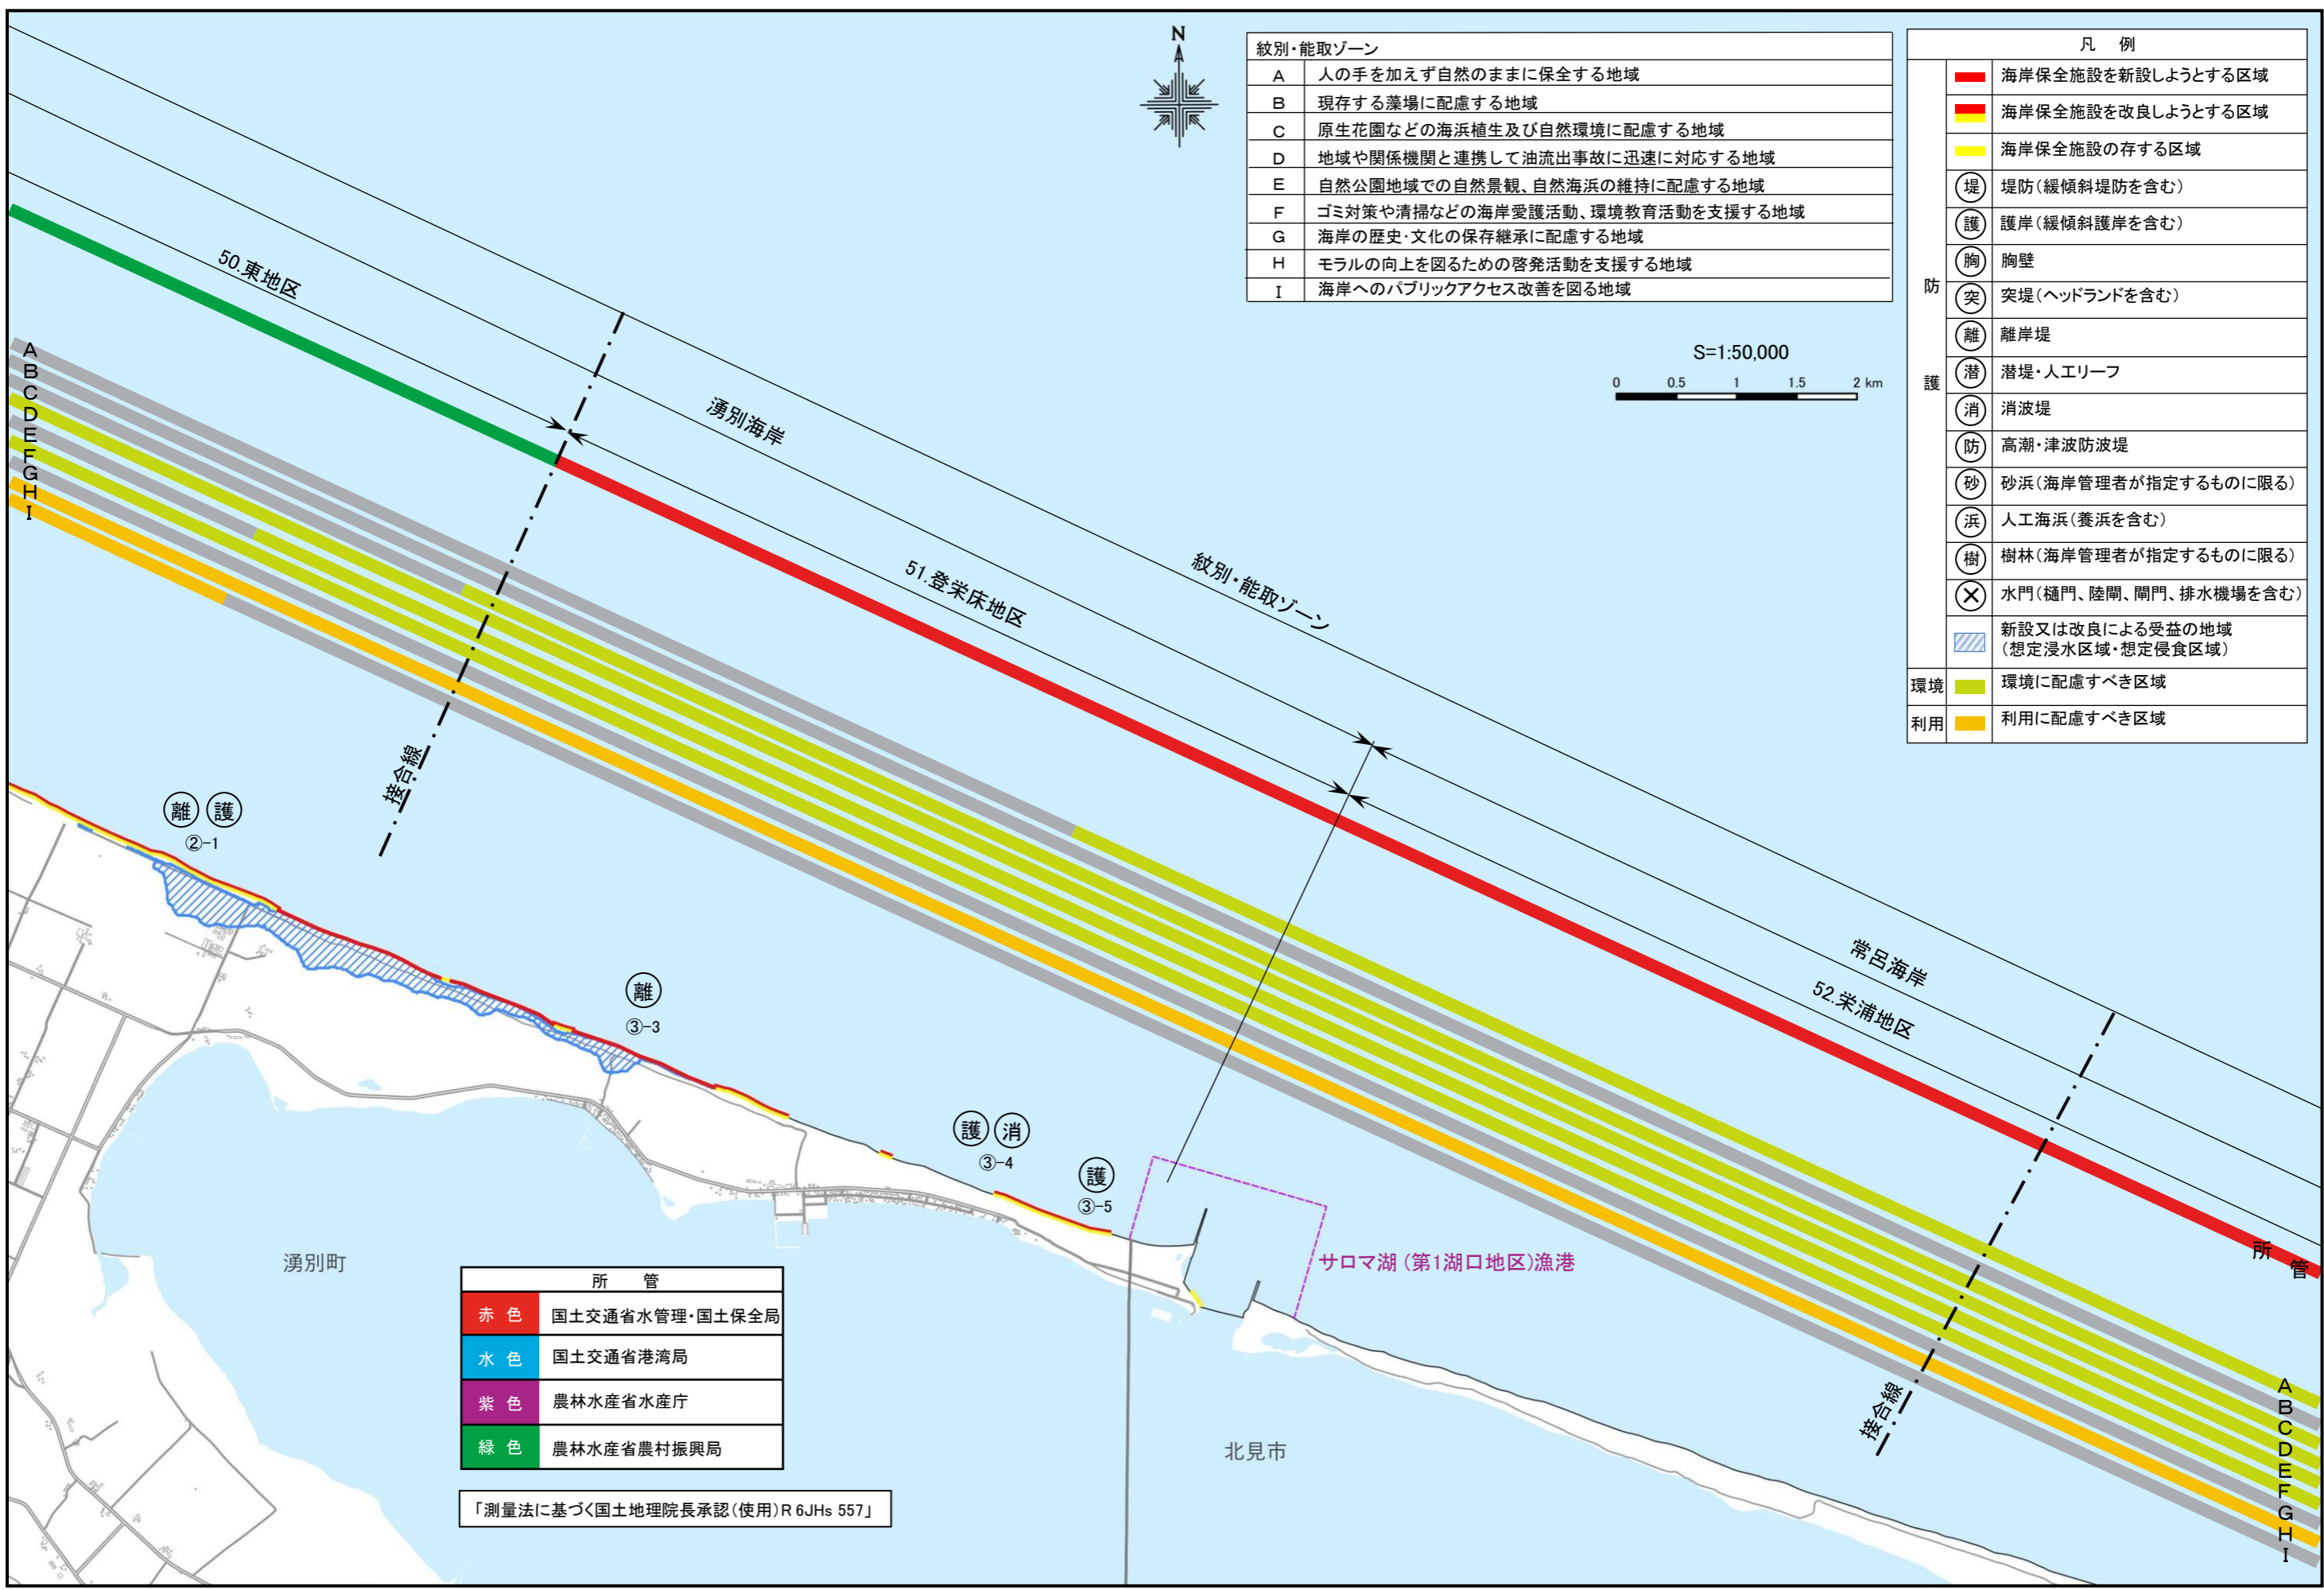 N
紋別・能取ゾーン
A 人の手を加えず自然のままに保全する地域
B 現存する藻場に配慮する地域
C 原生花園などの海浜植生及び自然環境に配慮する地域
D 地域や関係機関と連携して油流出事故に迅速に対応する地域
E 自然公園地域での自然景観、自然海浜の維持に配慮する地域
F ゴミ対策や清掃などの海岸愛護活動、環境教育活動を支援する地域
G 海岸の歴史・文化の保存継承に配慮する地域
H モラルの向上を図るための啓発活動を支援する地域
I 海岸へのパブリックアクセス改善を図る地域
凡 例
防護
海岸保全施設を新設しようとする区域
海岸保全施設を改良しようとする区域
海岸保全施設の存する区域
堤 堤防(緩傾斜堤防を含む)
護 護岸(緩傾斜護岸を含む)
胸 胸壁
突 突堤(ヘッドランドを含む)
離 離岸堤
潜 潜堤・人工リーフ
消 消波堤
防 高潮・津波防波堤
砂 砂浜(海岸管理者が指定するものに限る)
浜 人工海浜(養浜を含む)
樹 樹林(海岸管理者が指定するものに限る)
水門(樋門、陸閘、閘門、排水機場を含む)
新設又は改良による受益の地域
(想定浸水区域・想定侵食区域)
環境 環境に配慮すべき区域
利用 利用に配慮すべき区域
S=1:50,000
0 0.5 1 1.5 2 km
50.東地区
湧別海岸
51.登栄床地区
紋別・能取ゾーン
常呂海岸
52.栄浦地区
A
B
C
D
E
F
G
H
I
接合線
離 護
②-1
離
③-3
護 消
③-4
護
③-5
サロマ湖(第1湖口地区)漁港
所管
接合線
湧別町
北見市
所 管
赤 色 国土交通省水管理・国土保全局
水 色 国土交通省港湾局
紫 色 農林水産省水産庁
緑 色 農林水産省農村振興局
「測量法に基づく国土地理院長承認(使用)R 6JHs 557」
A
B
C
D
E
F
G
H
I